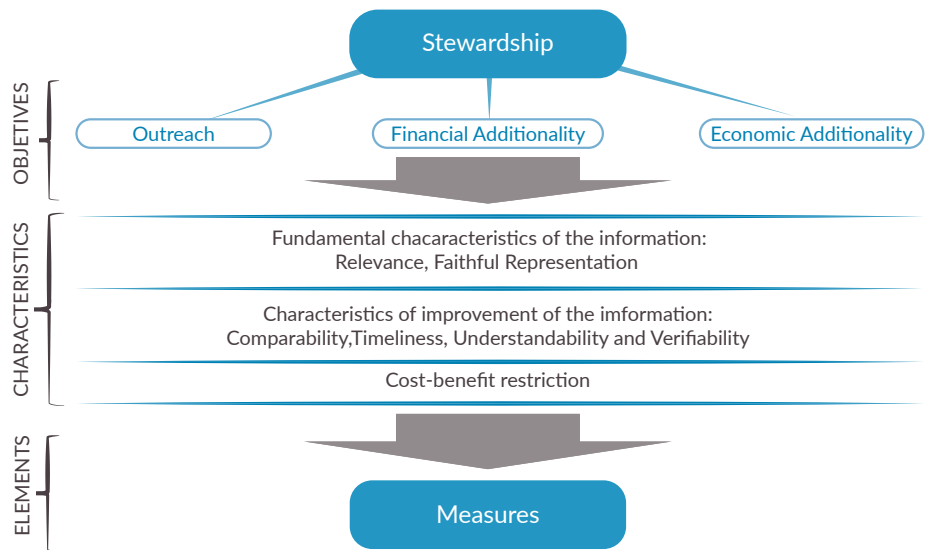 Stewardship
OBJETIVES
Outreach
Financial Additionality
Economic Additionality
CHARACTERISTICS
Fundamental chacaracteristics of the information:
Relevance, Faithful Representation
Characteristics of improvement of the imformation:
Comparability,Timeliness, Understandability and Verifiability
Cost-benefit restriction
ELEMENTS
Measures